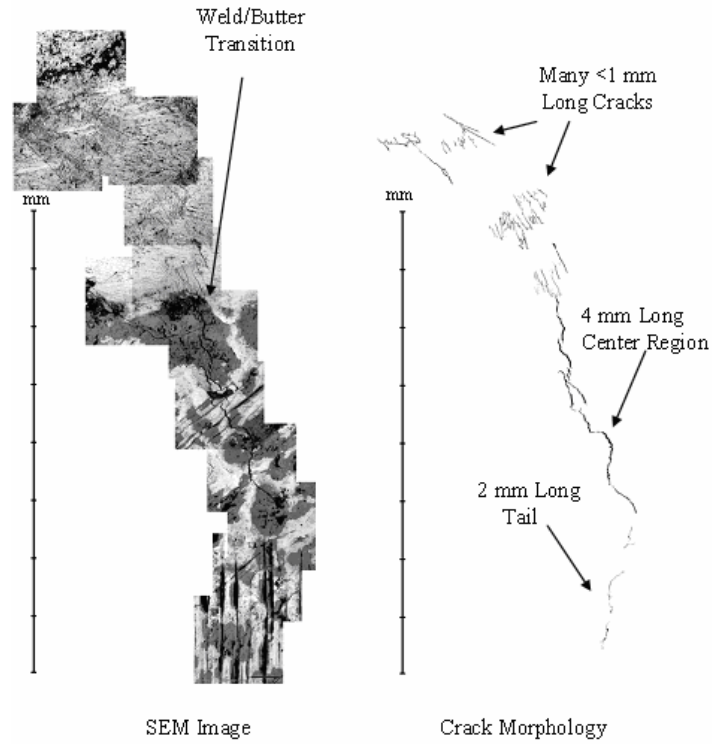 Weld/Butter
Transition
Many <1 mm
Long Cracks
mm
mm
4 mm Long
Center Region
2 mm Long
Tail
SEM Image
Crack Morphology